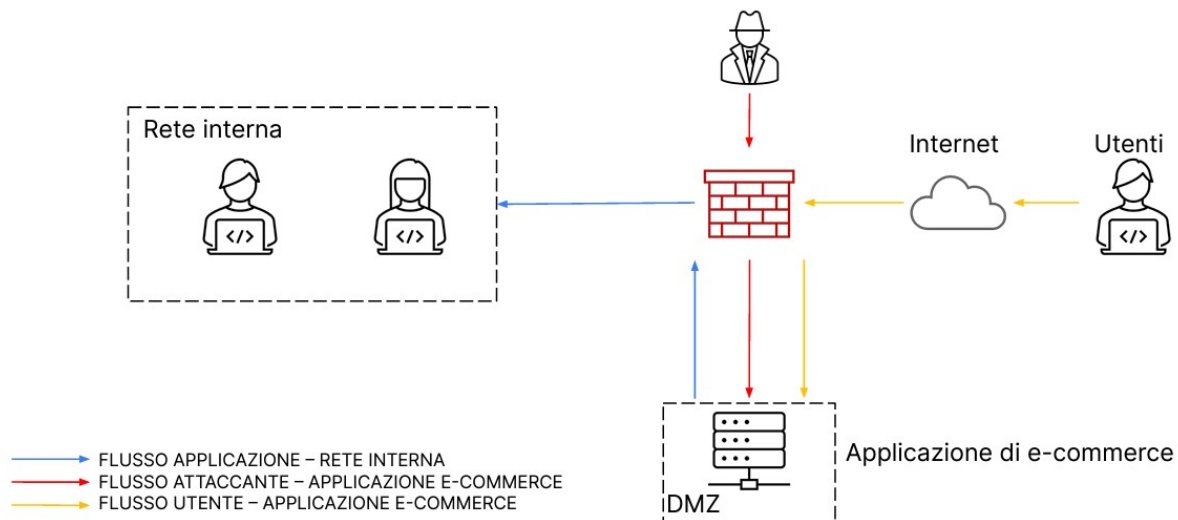 Rete interna
Internet
Utenti
Applicazione di e-commerce
DMZ
FLUSSO APPLICAZIONE – RETE INTERNA
FLUSSO ATTACCANTE – APPLICAZIONE E-COMMERCE
FLUSSO UTENTE – APPLICAZIONE E-COMMERCE